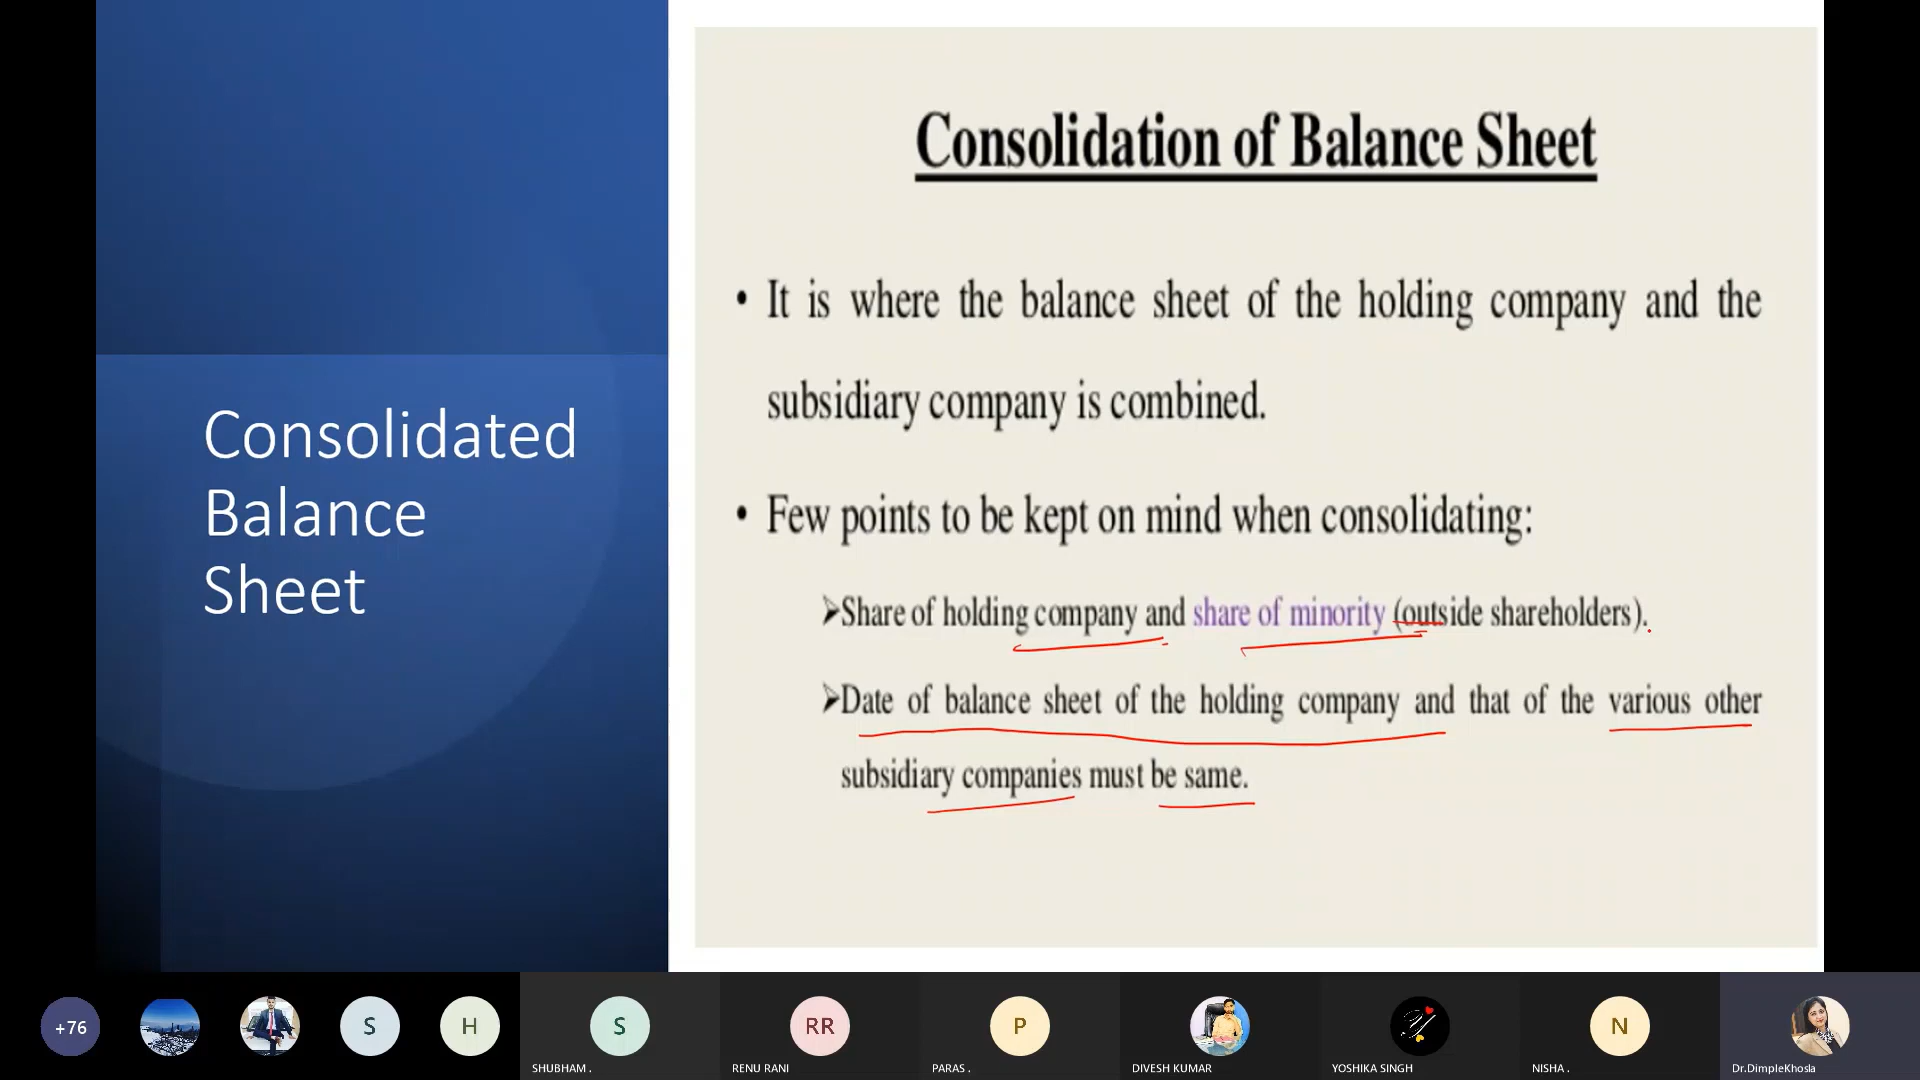 Consolidated
Balance
Sheet
Consolidation of Balance Sheet
• It is where the balance sheet of the holding company and the
subsidiary company is combined.
• Few points to be kept on mind when consolidating:
➢Share of holding company and share of minority (outside shareholders).
➢Date of balance sheet of the holding company and that of the various other
subsidiary companies must be same.
+76
S
H
S
RR
P
Y
N
SHUBHAM .
RENU RANI
PARAS .
DIVESH KUMAR
YOSHIKA SINGH
NISHA .
Dr.DimpleKhosla